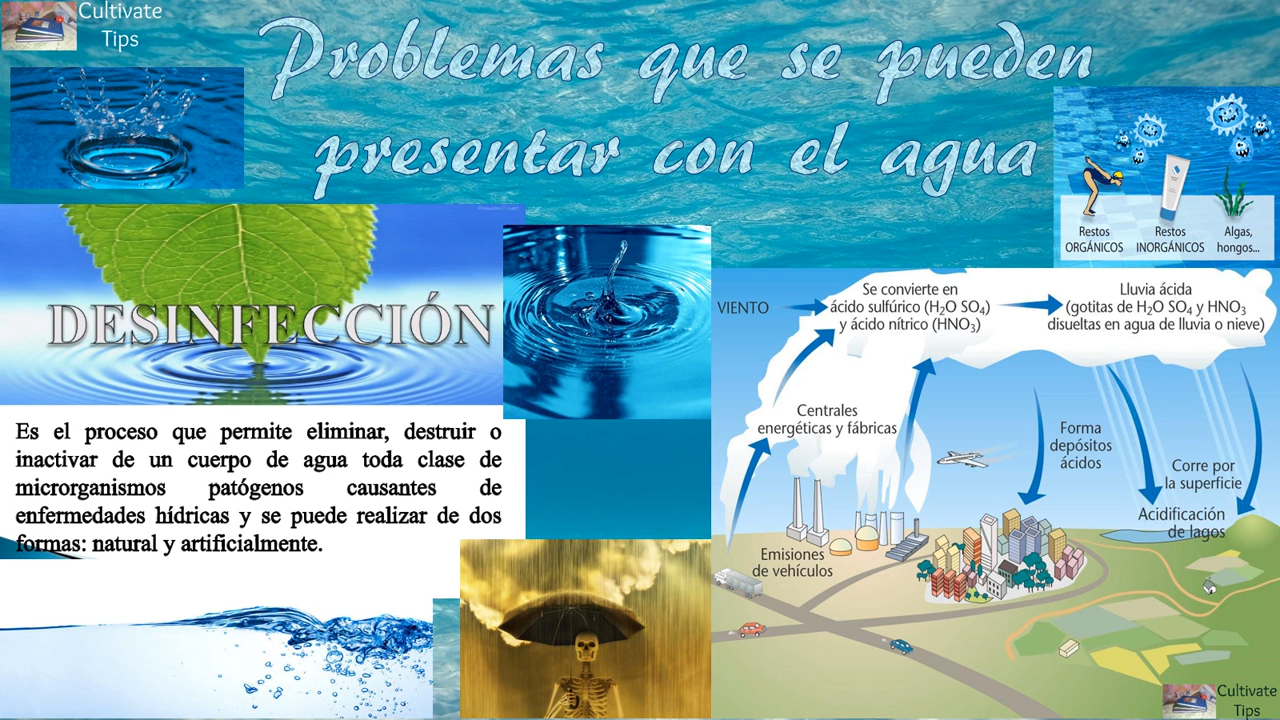 Cultivate
Tips
Problemas que se pueden
presentar con el agua
Restos
ORGÁNICOS
Restos
INORGÁNICOS
Algas,
hongos...
DESINFECCIÓN
Es el proceso que permite eliminar, destruir o
inactivar de un cuerpo de agua toda clase de
microrganismos patógenos causantes de
enfermedades hídricas y se puede realizar de dos
formas: natural y artificialmente.
VIENTO
Se convierte en
ácido sulfúrico (H₂O SO₄)
y ácido nítrico (HNO₃)
Lluvia ácida
(gotitas de H₂O SO₄ y HNO₃
disueltas en agua de lluvia o nieve)
Centrales
energéticas y fábricas
Forma
depósitos
ácidos
Corre por
la superficie
Acidificación
de lagos
Emisiones
de vehículos
Cultivate
Tips